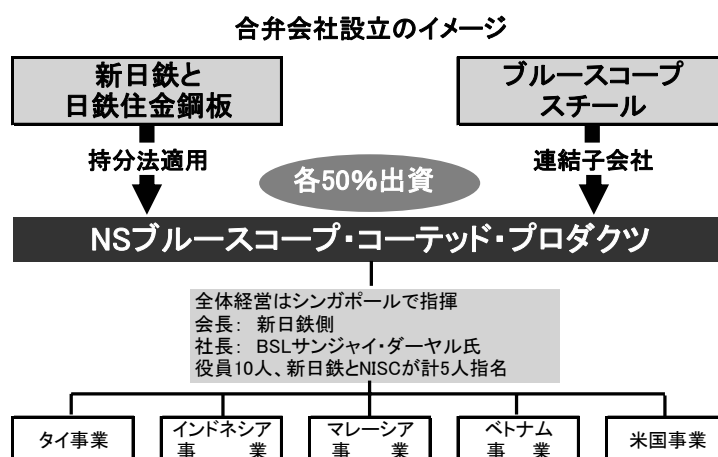 合弁会社設立のイメージ
新日鉄と
日鉄住金鋼板
ブルースコープ
スチール
持分法適用
各50%出資
連結子会社
NSブルースコープ・コーテッド・プロダクツ
全体経営はシンガポールで指揮
会長： 新日鉄側
社長： BSLサンジャイ・ダーヤル氏
役員10人、新日鉄とNISCが計5人指名
タイ事業
インドネシア
事　業
マレーシア
事　業
ベトナム
事　業
米国事業